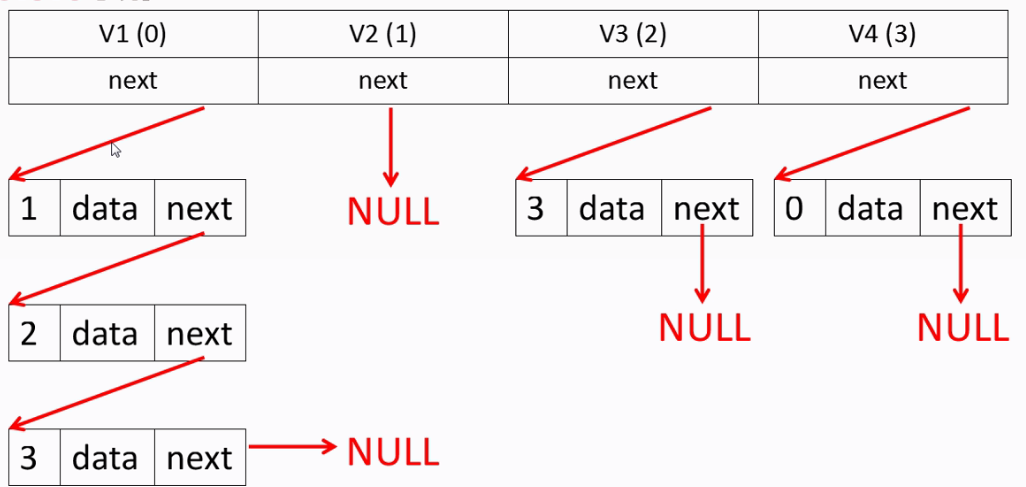 V1 (0) V2 (1) V3 (2) V4 (3)
next next next next
1 data next NULL 3 data next 0 data next
2 data next NULL NULL
3 data next NULL